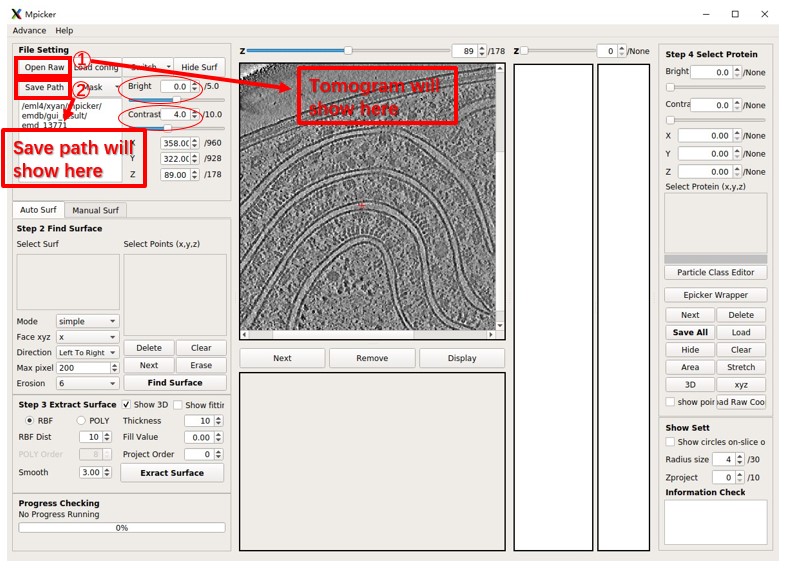 Mpicker
Advance Help
File Setting
Open Raw ① Load config Switch Hide Surf
Save Path ② Mask Bright 0.0 /5.0
/eml4/xyan/mpicker/
emdb/gui_result/
emd_13771
Contrast 4.0 /10.0
Save path will
show here
X 358.00 /960
Y 322.00 /928
Z 89.00 /178
Auto Surf Manual Surf
Step 2 Find Surface
Select Surf Select Points (x,y,z)
Mode simple
Face xyz x
Direction Left To Right
Max pixel 200
Erosion 6
Delete Clear
Next Erase
Find Surface
Step 3 Extract Surface Show 3D Show fittir
RBF POLY Thickness 10
RBF Dist 10 Fill Value 0.00
POLY Order 8 Project Order 0
Smooth 3.00 Exract Surface
Progress Checking
No Progress Running
0%
Z 89 /178
Tomogram will
show here
Next Remove Display
Z 0 /None
Step 4 Select Protein
Bright 0.0 /None
Contra 0.0 /None
X 0.00 /None
Y 0.00 /None
Z 0.00 /None
Select Protein (x,y,z)
Particle Class Editor
Epicker Wrapper
Next Delete
Save All Load
Hide Clear
Area Stretch
3D xyz
show poir oad Raw Coo
Show Sett
Show circles on-slice o
Radius size 4 /30
Zproject 0 /10
Information Check